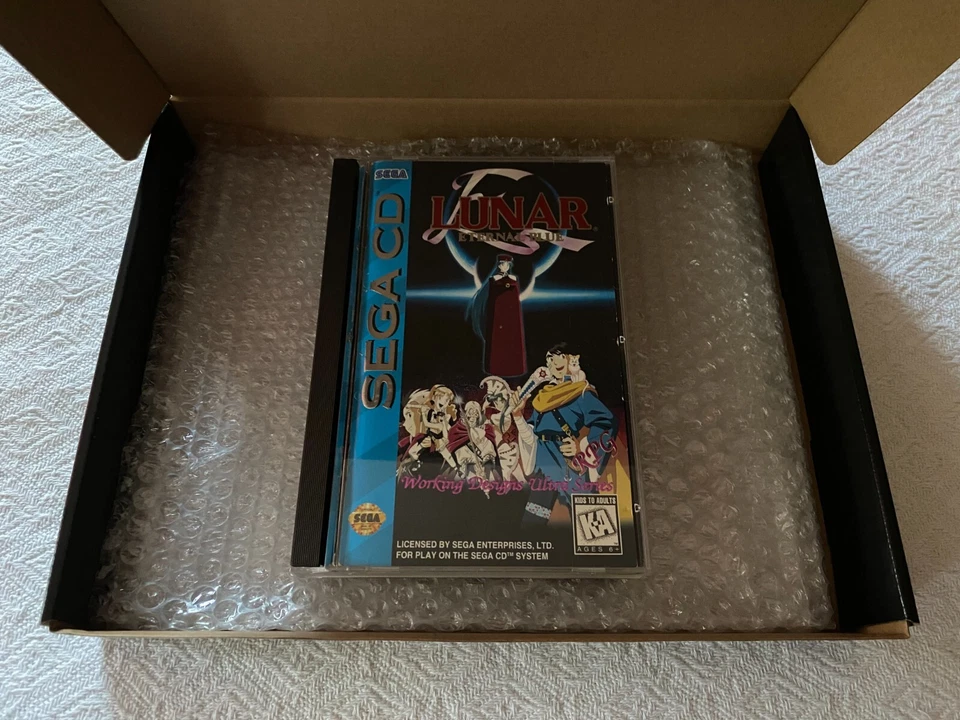 SEGA
SEGA CD
LUNAR
ETERNAL BLUE
RPG
Working Designs Ultra Series
SEGA
KIDS TO ADULTS
KA
AGES 6+
LICENSED BY SEGA ENTERPRISES, LTD.
FOR PLAY ON THE SEGA CD™ SYSTEM